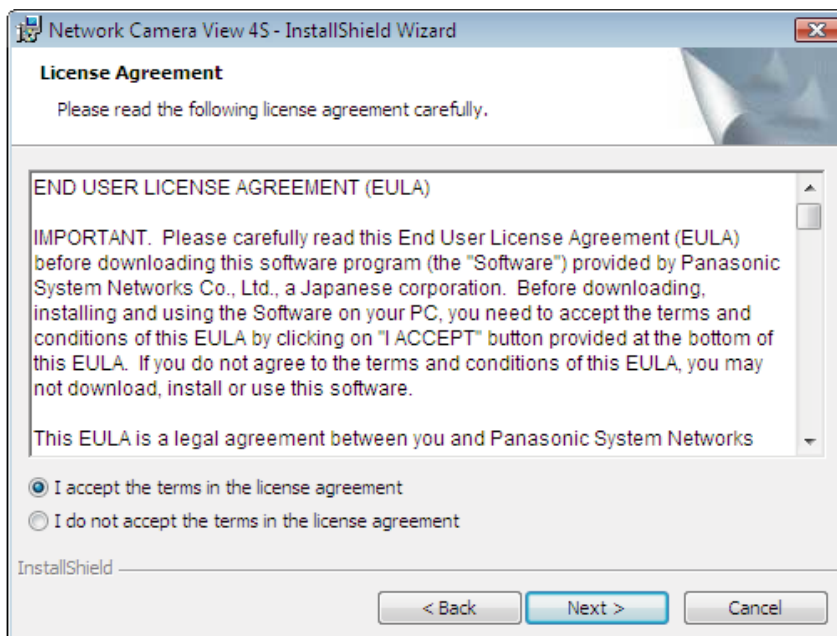 Network Camera View 4S - InstallShield Wizard
License Agreement
Please read the following license agreement carefully.
END USER LICENSE AGREEMENT (EULA)
IMPORTANT.  Please carefully read this End User License Agreement (EULA)
before downloading this software program (the "Software") provided by Panasonic
System Networks Co., Ltd., a Japanese corporation.  Before downloading,
installing and using the Software on your PC, you need to accept the terms and
conditions of this EULA by clicking on "I ACCEPT" button provided at the bottom of
this EULA.  If you do not agree to the terms and conditions of this EULA, you may
not download, install or use this software.
This EULA is a legal agreement between you and Panasonic System Networks
I accept the terms in the license agreement
I do not accept the terms in the license agreement
InstallShield
< Back
Next >
Cancel